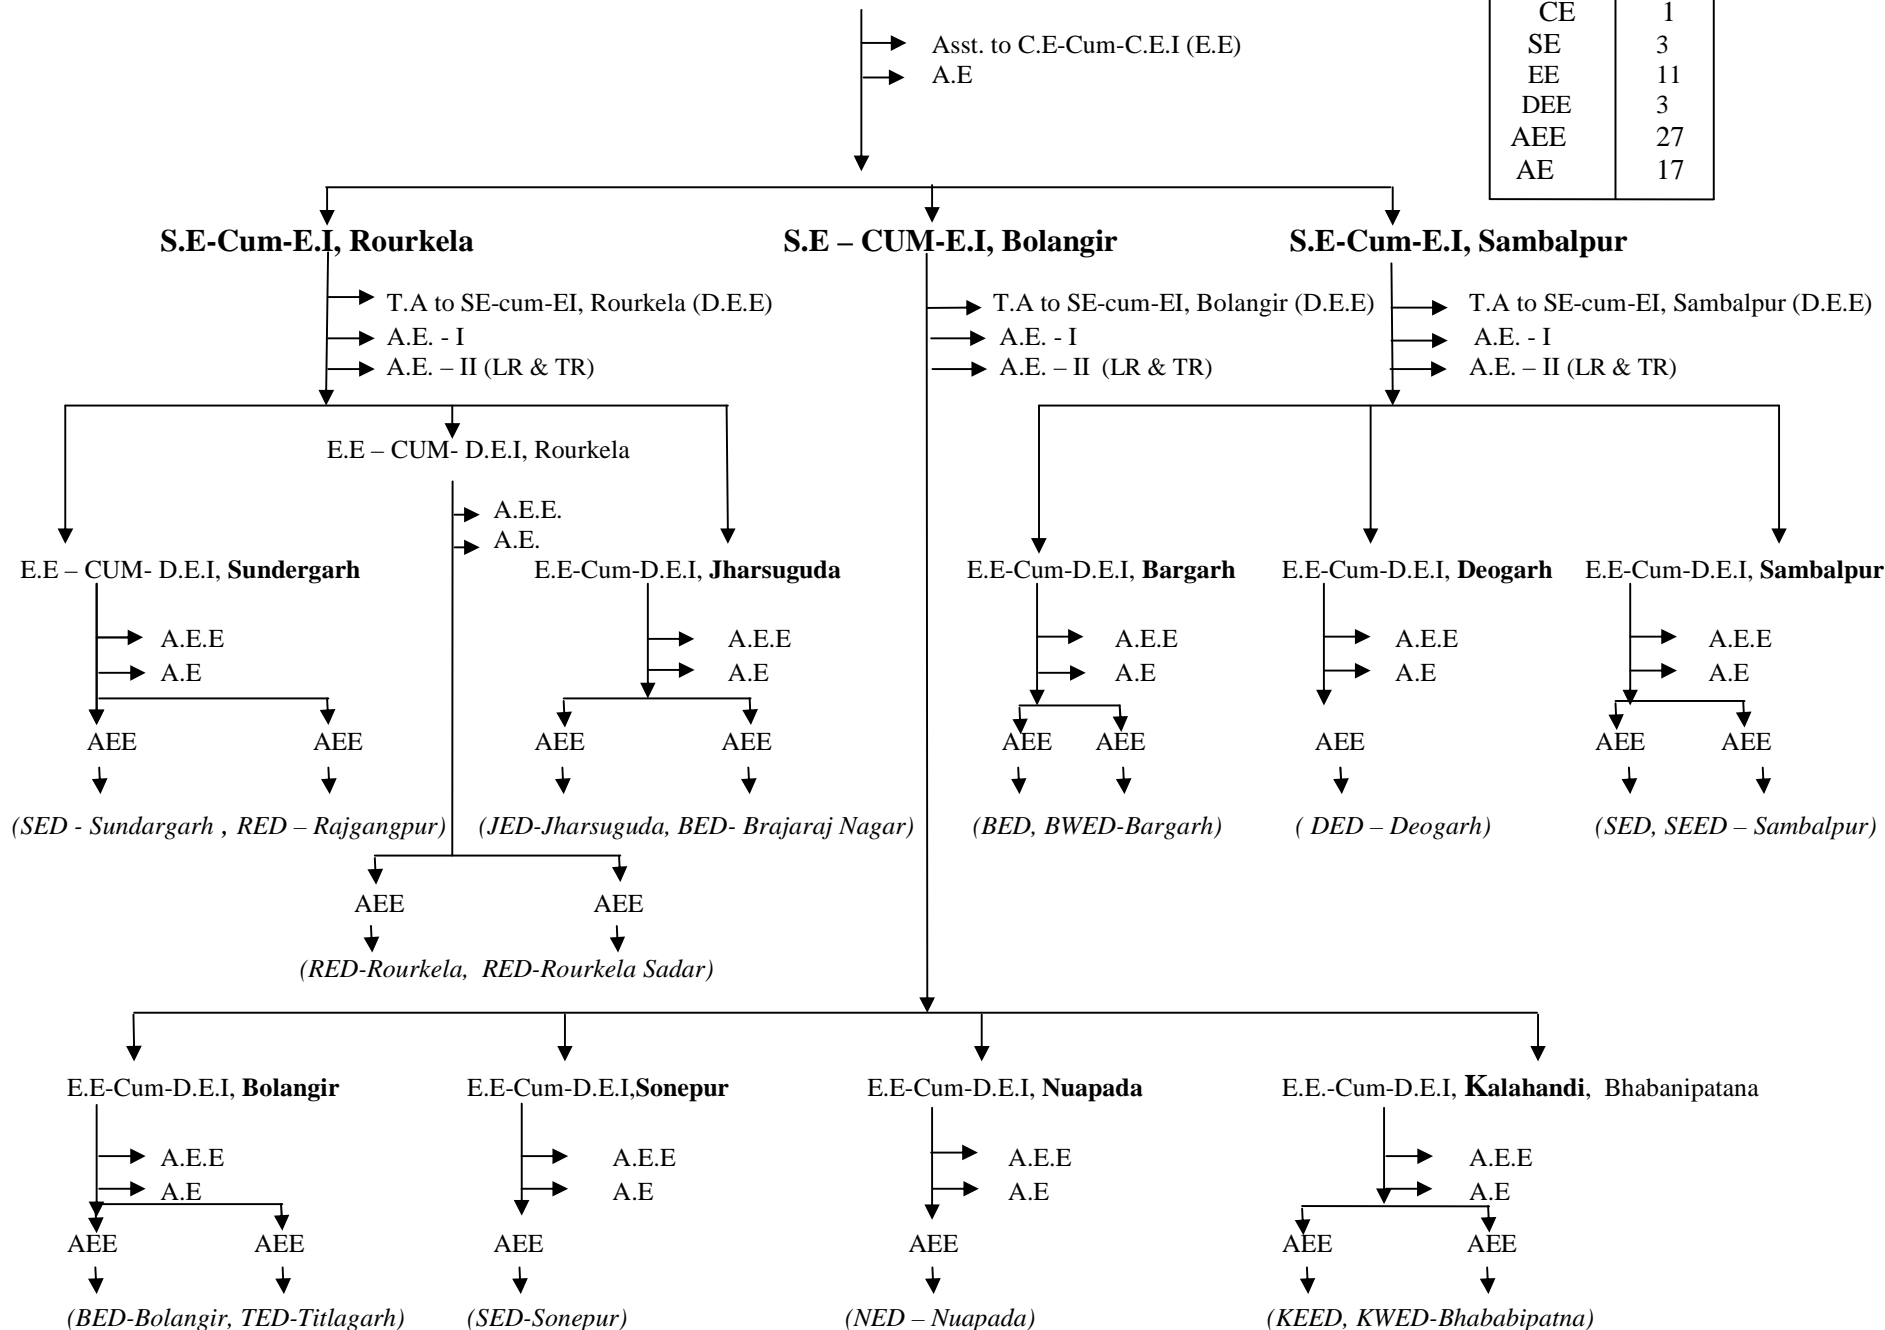 CE 1
Asst. to C.E-Cum-C.E.I (E.E) SE 3
A.E EE 11
DEE 3
AEE 27
AE 17
S.E-Cum-E.I, Rourkela S.E – CUM-E.I, Bolangir S.E-Cum-E.I, Sambalpur
T.A to SE-cum-EI, Rourkela (D.E.E) T.A to SE-cum-EI, Bolangir (D.E.E) T.A to SE-cum-EI, Sambalpur (D.E.E)
A.E. - I A.E. - I A.E. - I
A.E. – II (LR & TR) A.E. – II (LR & TR) A.E. – II (LR & TR)
E.E – CUM- D.E.I, Rourkela
A.E.E.
A.E.
E.E – CUM- D.E.I, Sundergarh E.E-Cum-D.E.I, Jharsuguda E.E-Cum-D.E.I, Bargarh E.E-Cum-D.E.I, Deogarh E.E-Cum-D.E.I, Sambalpur
A.E.E A.E.E A.E.E A.E.E A.E.E
A.E A.E A.E A.E A.E
AEE AEE AEE AEE AEE AEE AEE AEE AEE
(SED - Sundargarh , RED – Rajgangpur) (JED-Jharsuguda, BED- Brajaraj Nagar) (BED, BWED-Bargarh) ( DED – Deogarh) (SED, SEED – Sambalpur)
AEE AEE
(RED-Rourkela, RED-Rourkela Sadar)
E.E-Cum-D.E.I, Bolangir E.E-Cum-D.E.I,Sonepur E.E-Cum-D.E.I, Nuapada E.E.-Cum-D.E.I, Kalahandi, Bhabanipatana
A.E.E A.E.E A.E.E A.E.E
A.E A.E A.E A.E
AEE AEE AEE AEE AEE AEE
(BED-Bolangir, TED-Titlagarh) (SED-Sonepur) (NED – Nuapada) (KEED, KWED-Bhababipatna)